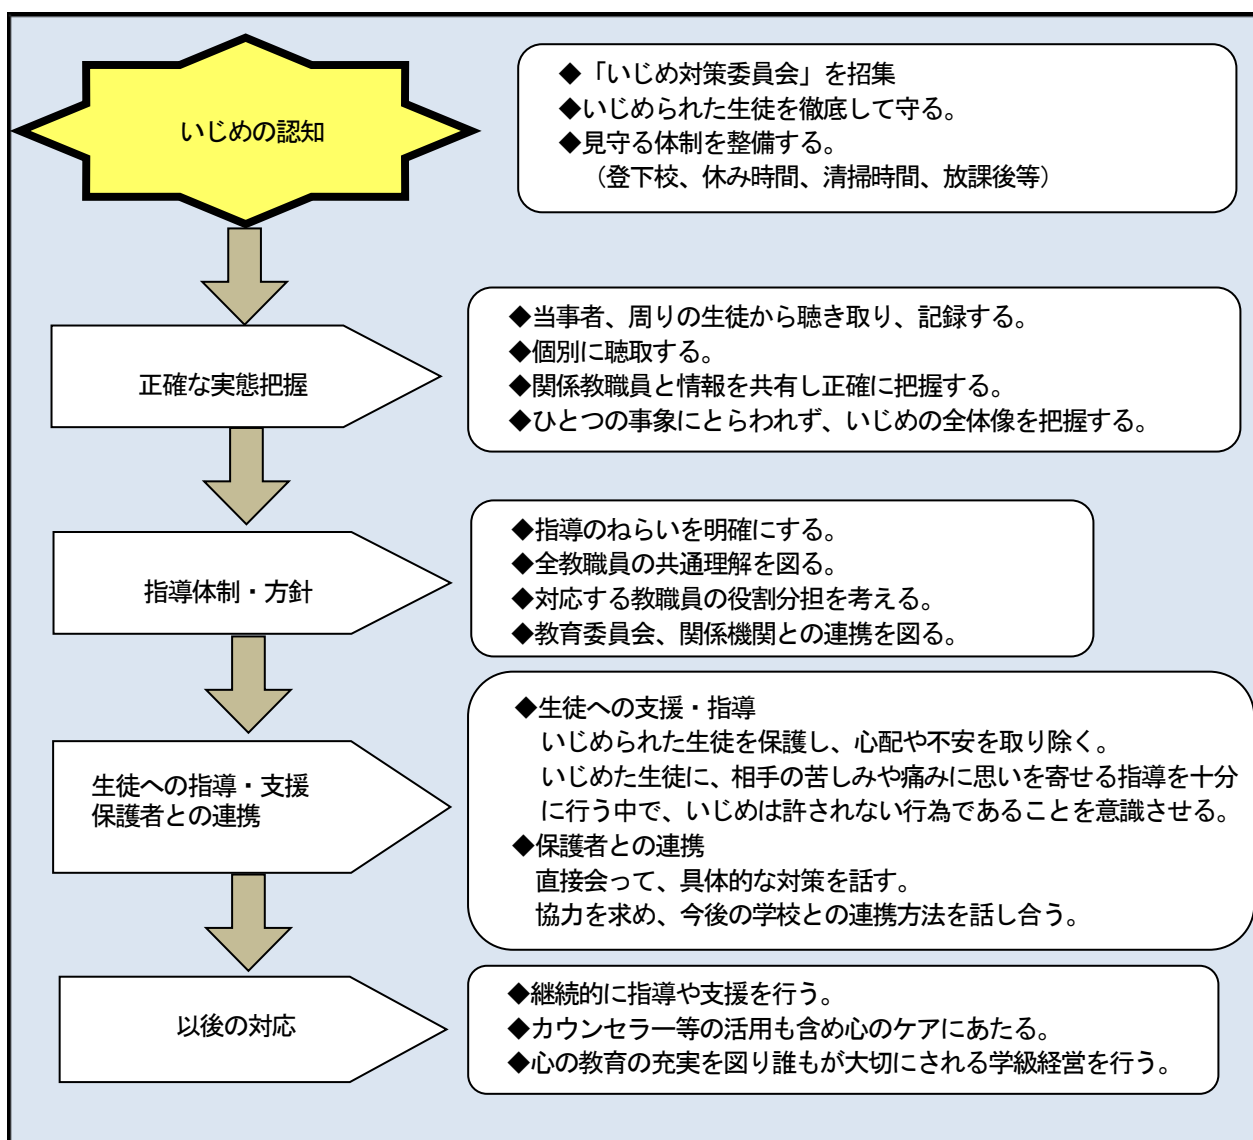 いじめの認知
◆「いじめ対策委員会」を招集
◆いじめられた生徒を徹底して守る。
◆見守る体制を整備する。
（登下校、休み時間、清掃時間、放課後等）
正確な実態把握
◆当事者、周りの生徒から聴き取り、記録する。
◆個別に聴取する。
◆関係教職員と情報を共有し正確に把握する。
◆ひとつの事象にとらわれず、いじめの全体像を把握する。
指導体制・方針
◆指導のねらいを明確にする。
◆全教職員の共通理解を図る。
◆対応する教職員の役割分担を考える。
◆教育委員会、関係機関との連携を図る。
生徒への指導・支援
保護者との連携
◆生徒への支援・指導
いじめられた生徒を保護し、心配や不安を取り除く。
いじめた生徒に、相手の苦しみや痛みに思いを寄せる指導を十分
に行う中で、いじめは許されない行為であることを意識させる。
◆保護者との連携
直接会って、具体的な対策を話す。
協力を求め、今後の学校との連携方法を話し合う。
以後の対応
◆継続的に指導や支援を行う。
◆カウンセラー等の活用も含め心のケアにあたる。
◆心の教育の充実を図り誰もが大切にされる学級経営を行う。